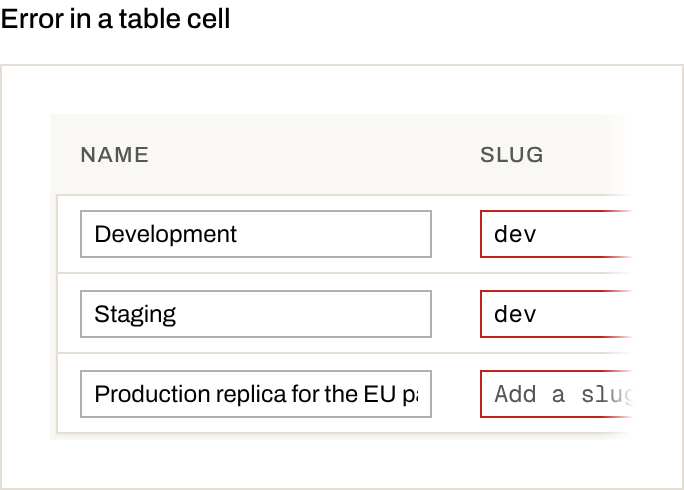 Error in a table cell
NAME SLUG
Development dev
Staging dev
Production replica for the EU Add a slug